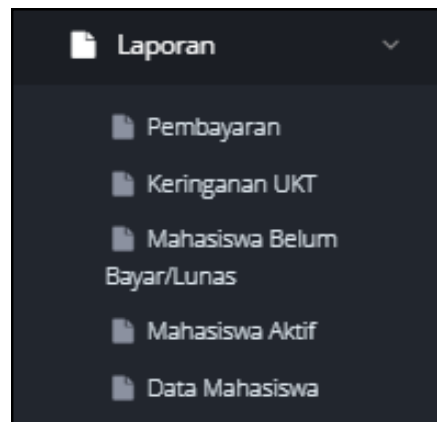 Laporan
Pembayaran
Keringanan UKT
Mahasiswa Belum
Bayar/Lunas
Mahasiswa Aktif
Data Mahasiswa